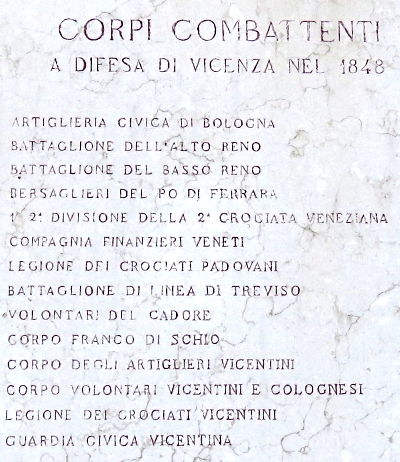 CORPI COMBATTENTI
A DIFESA DI VICENZA NEL 1848
ARTIGLIERIA CIVICA DI BOLOGNA
BATTAGLIONE DELL'ALTO RENO
BATTAGLIONE DEL BASSO RENO
BERSAGLIERI DEL PO DI FERRARA
1ª 2ª DIVISIONE DELLA 2ª CROCIATA VENEZIANA
COMPAGNIA FINANZIERI VENETI
LEGIONE DEI CROCIATI PADOVANI
BATTAGLIONE DI LINEA DI TREVISO
VOLONTARI DEL CADORE
CORPO FRANCO DI SCHIO
CORPO DEGLI ARTIGLIERI VICENTINI
CORPO VOLONTARI VICENTINI E COLOGNESI
LEGIONE DEI CROCIATI VICENTINI
GUARDIA CIVICA VICENTINA